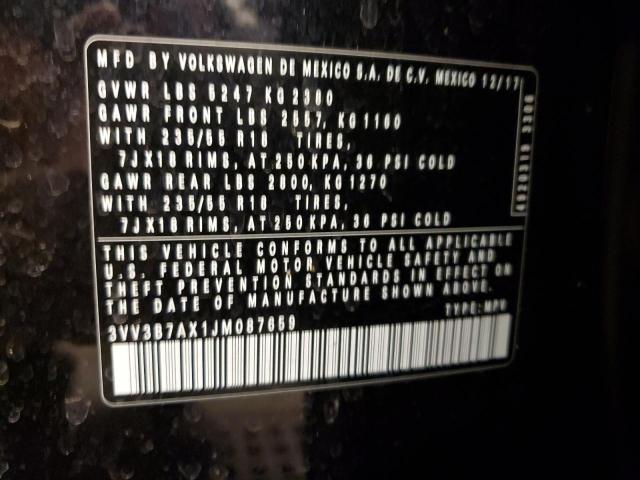 MFD BY VOLKSWAGEN DE MEXICO S.A. DE C.V. MEXICO 12/17
GVWR LBS 5247 KG 2380
GAWR FRONT LBS 2557, KG 1160
WITH 235/55 R18 TIRES,
7JX18 RIMS, AT 250 KPA, 36 PSI COLD
GAWR REAR LBS 2800, KG 1270
WITH 235/55 R18 TIRES,
7JX18 RIMS, AT 250 KPA, 36 PSI COLD
THIS VEHICLE CONFORMS TO ALL APPLICABLE
U.S. FEDERAL MOTOR VEHICLE SAFETY AND
THEFT PREVENTION STANDARDS IN EFFECT ON
THE DATE OF MANUFACTURE SHOWN ABOVE.
TYPE: MPV
3VV3B7AX1JM087659